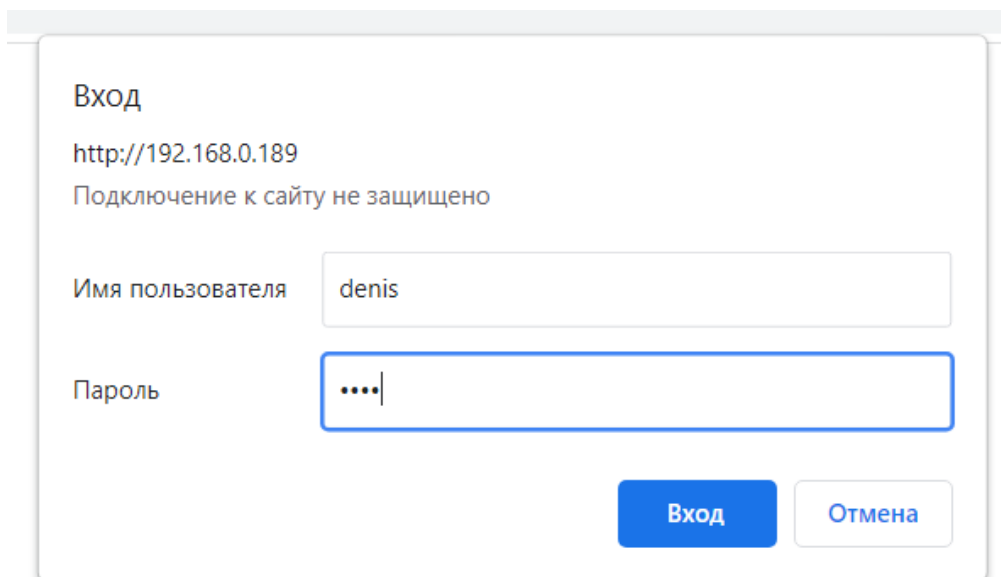 Вход
http://192.168.0.189
Подключение к сайту не защищено
Имя пользователя denis
Пароль ••••
Вход Отмена